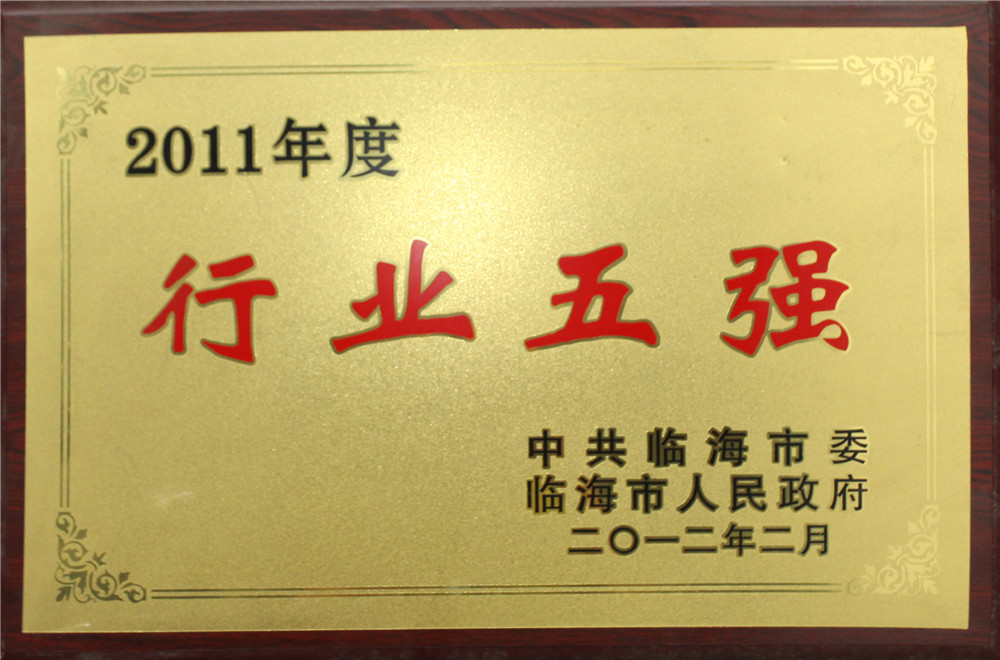 2011年度
行业五强
中共临海市委
临海市人民政府
二〇一二年二月